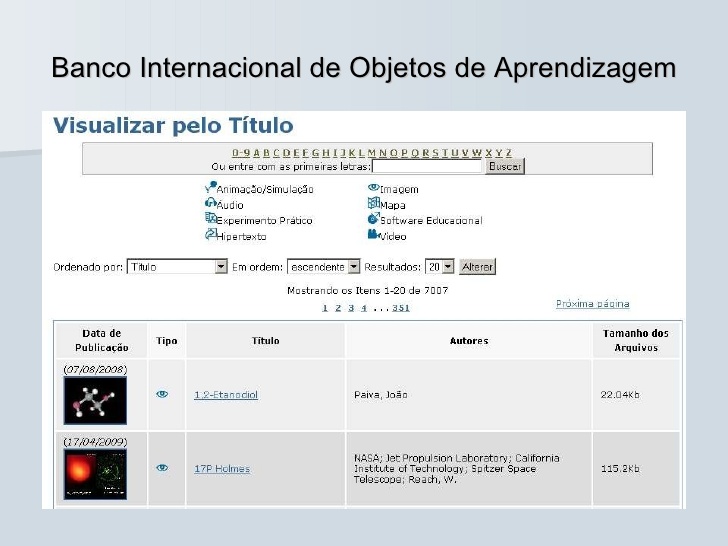 Banco Internacional de Objetos de Aprendizagem
Visualizar pelo Título
0-9 A B C D E F G H I J K L M N O P Q R S T U V W X Y Z
Ou entre com as primeiras letras: Buscar
Animação/Simulação Imagem
Áudio Mapa
Experimento Prático Software Educacional
Hipertexto Vídeo
Ordenado por: Título Em ordem: ascendente Resultados: 20 Alterar
Mostrando os Itens 1-20 de 7007
1 2 3 4 ... 351 Próxima página
Data de Publicação Tipo Título Autores Tamanho dos Arquivos
(07/08/2008)
1,2-Etanodiol Paiva, João 22.04Kb
(17/04/2009)
17P Holmes
NASA; Jet Propulsion Laboratory; California
Institute of Technology; Spitzer Space
Telescope; Reach, W.
115.2Kb